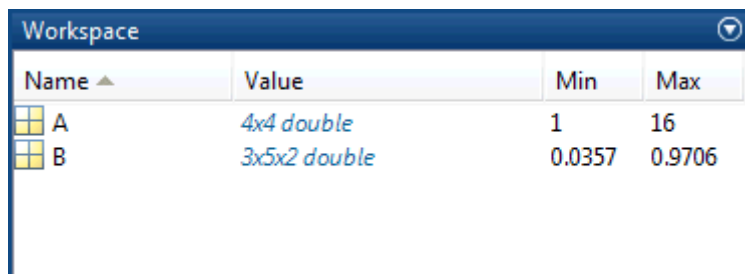 Workspace
Name Value Min Max
A 4x4 double 1 16
B 3x5x2 double 0.0357 0.9706